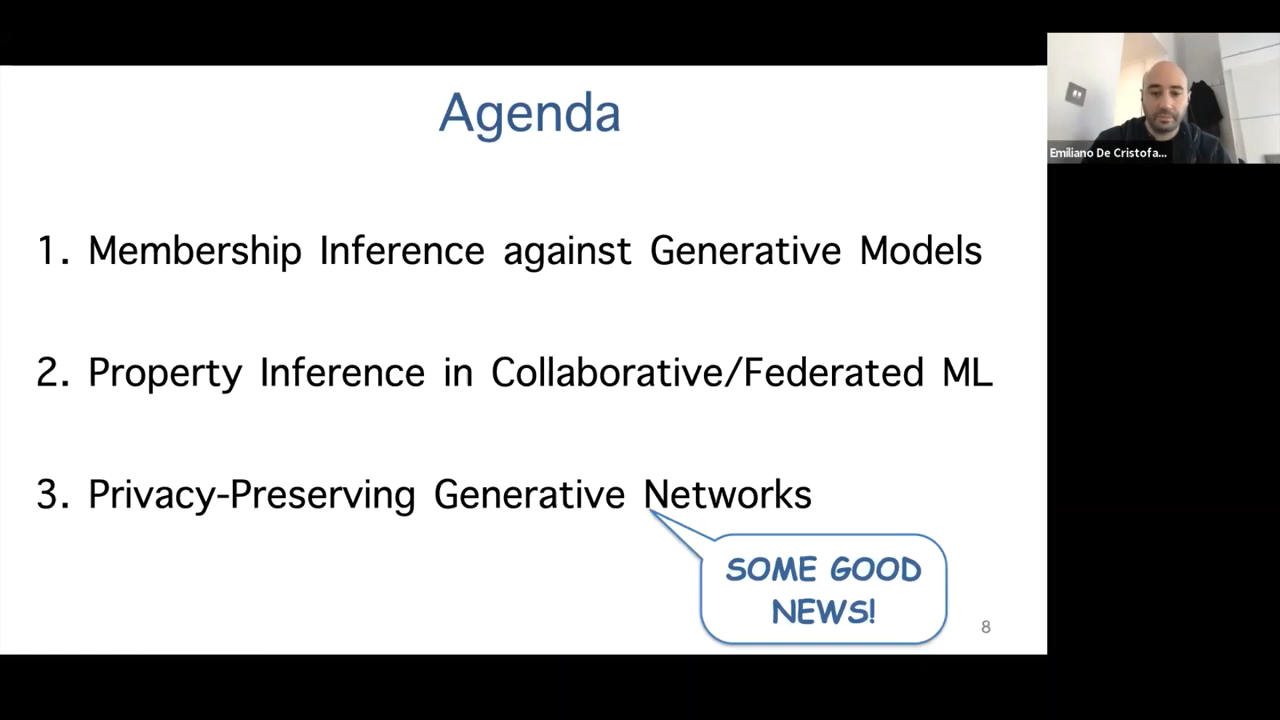 Agenda
1. Membership Inference against Generative Models
2. Property Inference in Collaborative/Federated ML
3. Privacy-Preserving Generative Networks
SOME GOOD
NEWS!
8
Emiliano De Cristofa...